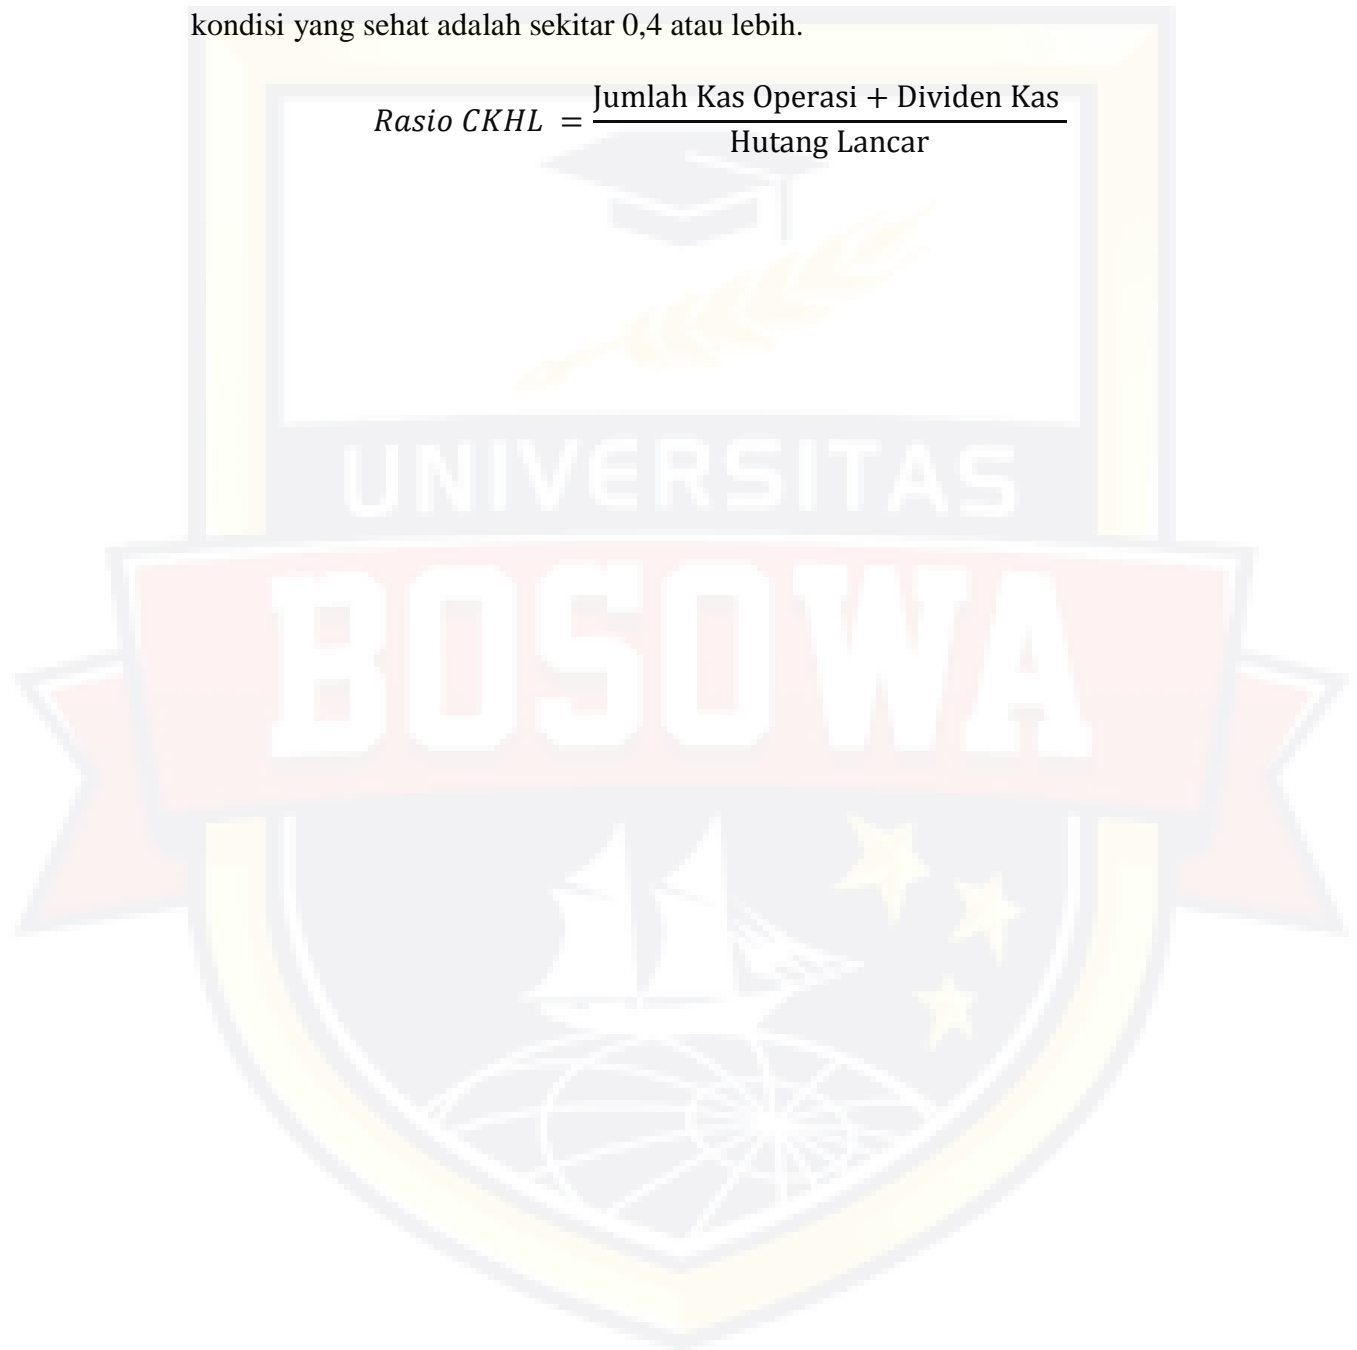 kondisi yang sehat adalah sekitar 0,4 atau lebih.
Rasio CKHL = Jumlah Kas Operasi + Dividen Kas
Hutang Lancar
UNIVERSITAS
BOSOWA